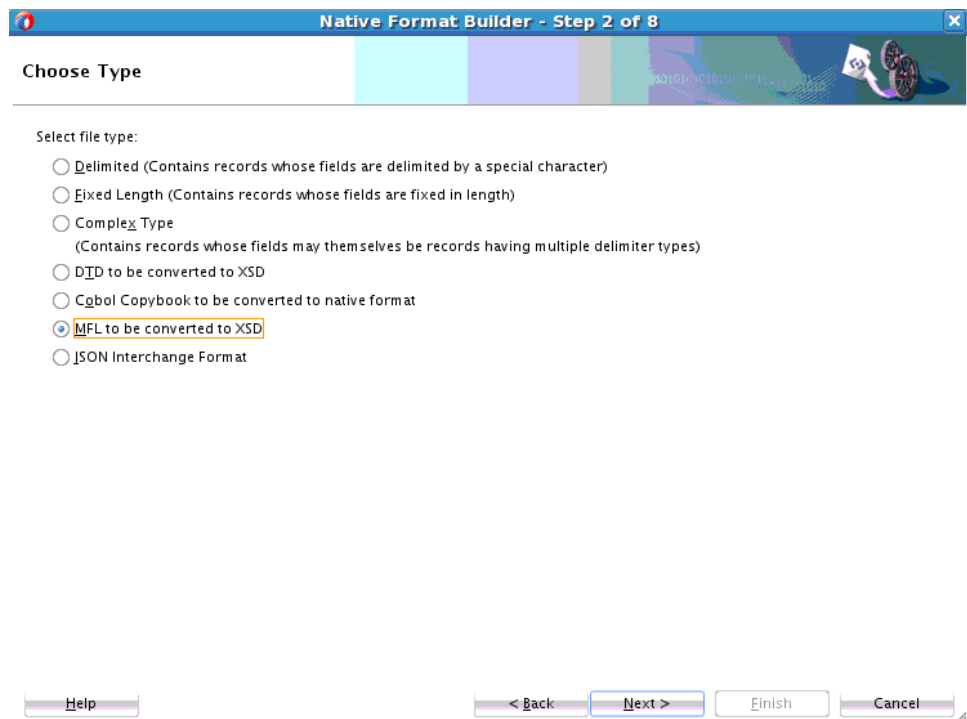 Native Format Builder - Step 2 of 8
Choose Type
Select file type:
Delimited (Contains records whose fields are delimited by a special character)
Fixed Length (Contains records whose fields are fixed in length)
Complex Type
(Contains records whose fields may themselves be records having multiple delimiter types)
DTD to be converted to XSD
Cobol Copybook to be converted to native format
MFL to be converted to XSD
JSON Interchange Format
Help
< Back
Next >
Finish
Cancel